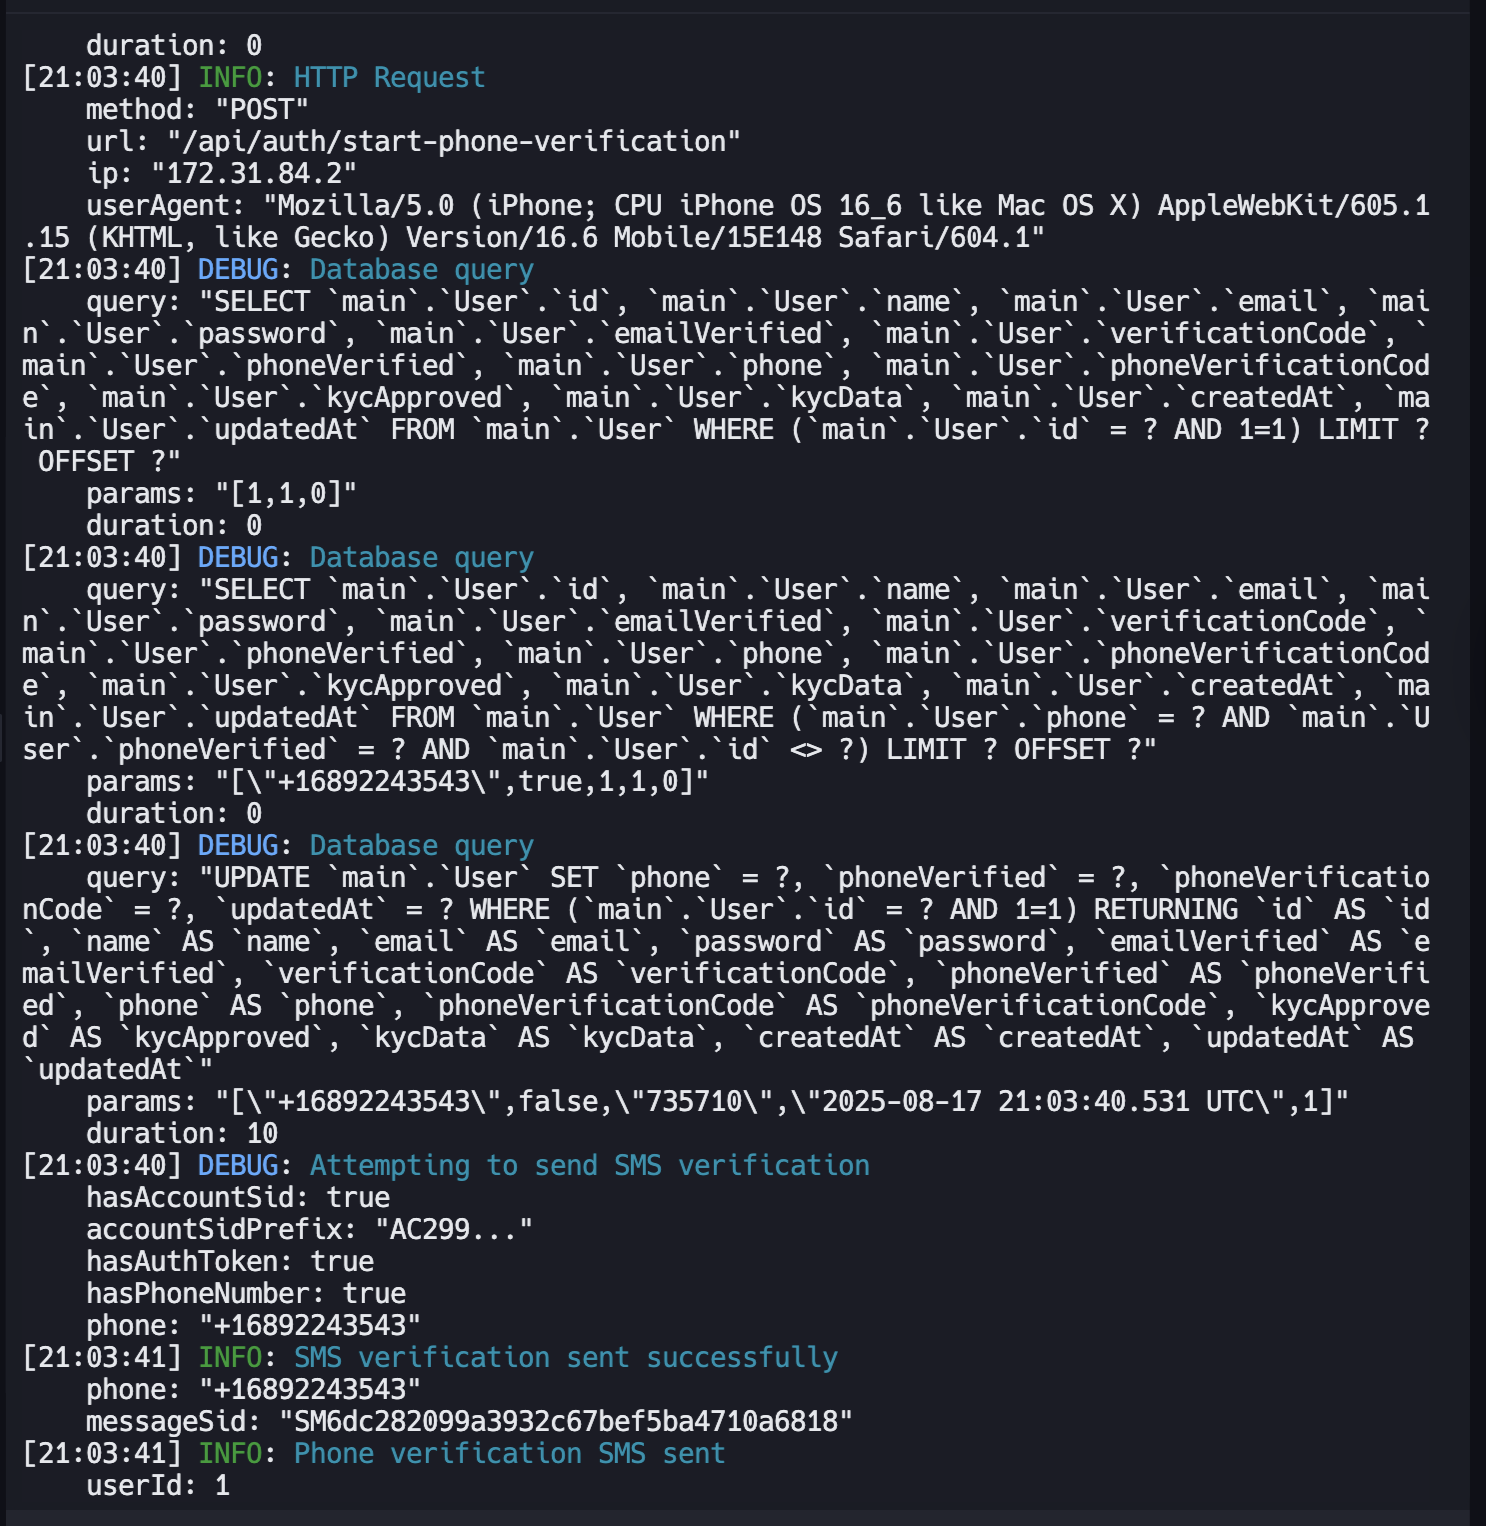 duration: 0
[21:03:40] INFO: HTTP Request
method: "POST"
url: "/api/auth/start-phone-verification"
ip: "172.31.84.2"
userAgent: "Mozilla/5.0 (iPhone; CPU iPhone OS 16_6 like Mac OS X) AppleWebKit/605.1
.15 (KHTML, like Gecko) Version/16.6 Mobile/15E148 Safari/604.1"
[21:03:40] DEBUG: Database query
query: "SELECT `main`.`User`.`id`, `main`.`User`.`name`, `main`.`User`.`email`, `mai
n`.`User`.`password`, `main`.`User`.`emailVerified`, `main`.`User`.`verificationCode`, `
main`.`User`.`phoneVerified`, `main`.`User`.`phone`, `main`.`User`.`phoneVerificationCod
e`, `main`.`User`.`kycApproved`, `main`.`User`.`kycData`, `main`.`User`.`createdAt`, `ma
in`.`User`.`updatedAt` FROM `main`.`User` WHERE (`main`.`User`.`id` = ? AND 1=1) LIMIT ?
OFFSET ?"
params: "[1,1,0]"
duration: 0
[21:03:40] DEBUG: Database query
query: "SELECT `main`.`User`.`id`, `main`.`User`.`name`, `main`.`User`.`email`, `mai
n`.`User`.`password`, `main`.`User`.`emailVerified`, `main`.`User`.`verificationCode`, `
main`.`User`.`phoneVerified`, `main`.`User`.`phone`, `main`.`User`.`phoneVerificationCod
e`, `main`.`User`.`kycApproved`, `main`.`User`.`kycData`, `main`.`User`.`createdAt`, `ma
in`.`User`.`updatedAt` FROM `main`.`User` WHERE (`main`.`User`.`phone` = ? AND `main`.`U
ser`.`phoneVerified` = ? AND `main`.`User`.`id` <> ?) LIMIT ? OFFSET ?"
params: "[\"+16892243543\",true,1,1,0]"
duration: 0
[21:03:40] DEBUG: Database query
query: "UPDATE `main`.`User` SET `phone` = ?, `phoneVerified` = ?, `phoneVerificatio
nCode` = ?, `updatedAt` = ? WHERE (`main`.`User`.`id` = ? AND 1=1) RETURNING `id` AS `id
`, `name` AS `name`, `email` AS `email`, `password` AS `password`, `emailVerified` AS `e
mailVerified`, `verificationCode` AS `verificationCode`, `phoneVerified` AS `phoneVerifi
ed`, `phone` AS `phone`, `phoneVerificationCode` AS `phoneVerificationCode`, `kycApprove
d` AS `kycApproved`, `kycData` AS `kycData`, `createdAt` AS `createdAt`, `updatedAt` AS
`updatedAt`"
params: "[\"+16892243543\",false,\"735710\",\"2025-08-17 21:03:40.531 UTC\",1]"
duration: 10
[21:03:40] DEBUG: Attempting to send SMS verification
hasAccountSid: true
accountSidPrefix: "AC299..."
hasAuthToken: true
hasPhoneNumber: true
phone: "+16892243543"
[21:03:41] INFO: SMS verification sent successfully
phone: "+16892243543"
messageSid: "SM6dc282099a3932c67bef5ba4710a6818"
[21:03:41] INFO: Phone verification SMS sent
userId: 1